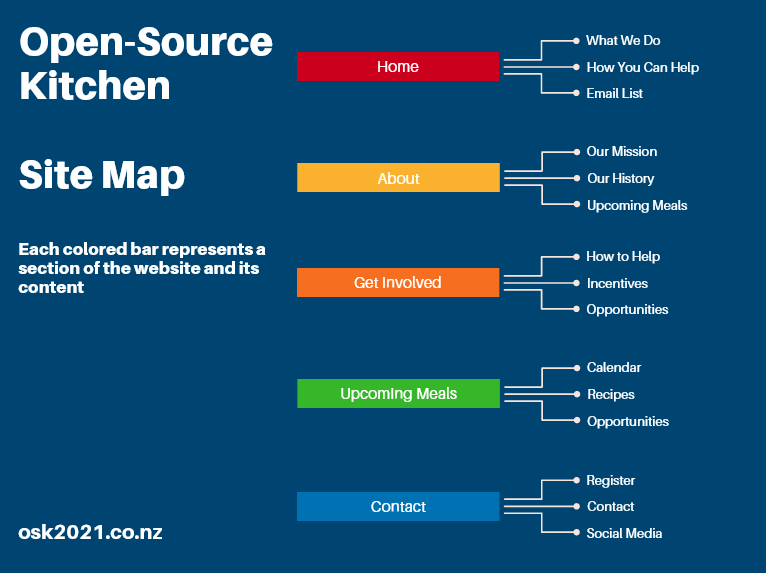 Open-Source
Kitchen
Site Map
Each colored bar represents a
section of the website and its
content
osk2021.co.nz
Home
What We Do
How You Can Help
Email List
About
Our Mission
Our History
Upcoming Meals
Get Involved
How to Help
Incentives
Opportunities
Upcoming Meals
Calendar
Recipes
Opportunities
Contact
Register
Contact
Social Media